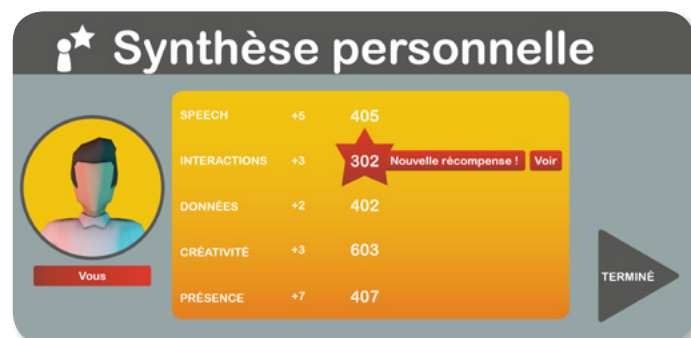 Synthèse personnelle
SPEECH +5 405
INTERACTIONS +3 302 Nouvelle récompense ! Voir
DONNÉES +2 402
CRÉATIVITÉ +3 603
PRÉSENCE +7 407
Vous
TERMINÉ